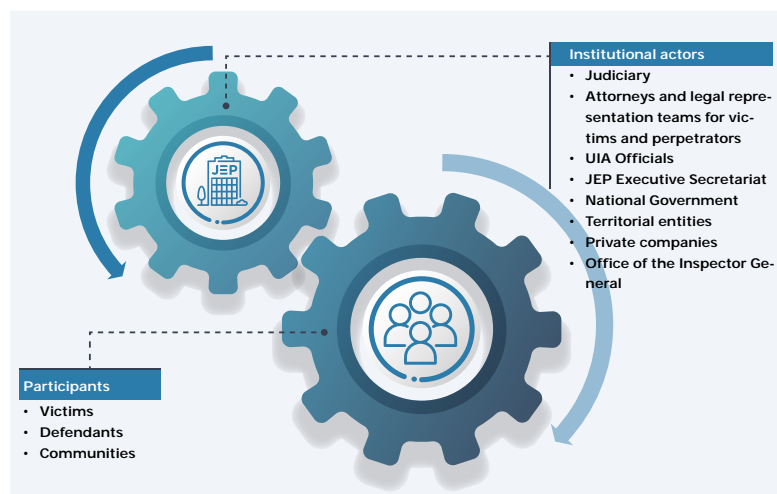 Institutional actors
• Judiciary
• Attorneys and legal repre-
sentation teams for vic-
tims and perpetrators
• UIA Officials
• JEP Executive Secretariat
• National Government
• Territorial entities
• Private companies
• Office of the Inspector Ge-
neral
JEP
Participants
• Victims
• Defendants
• Communities